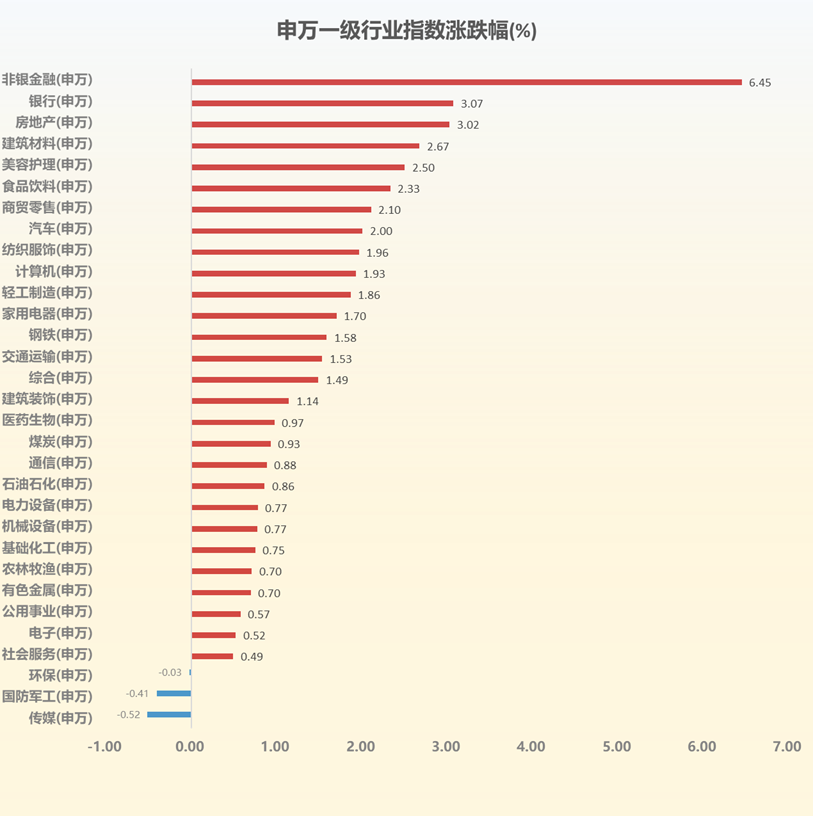 申万一级行业指数涨跌幅(%)
非银金融(申万) 6.45
银行(申万) 3.07
房地产(申万) 3.02
建筑材料(申万) 2.67
美容护理(申万) 2.50
食品饮料(申万) 2.33
商贸零售(申万) 2.10
汽车(申万) 2.00
纺织服饰(申万) 1.96
计算机(申万) 1.93
轻工制造(申万) 1.86
家用电器(申万) 1.70
钢铁(申万) 1.58
交通运输(申万) 1.53
综合(申万) 1.49
建筑装饰(申万) 1.14
医药生物(申万) 0.97
煤炭(申万) 0.93
通信(申万) 0.88
石油石化(申万) 0.86
电力设备(申万) 0.77
机械设备(申万) 0.77
基础化工(申万) 0.75
农林牧渔(申万) 0.70
有色金属(申万) 0.70
公用事业(申万) 0.57
电子(申万) 0.52
社会服务(申万) 0.49
环保(申万) -0.03
国防军工(申万) -0.41
传媒(申万) -0.52
-1.00 0.00 1.00 2.00 3.00 4.00 5.00 6.00 7.00